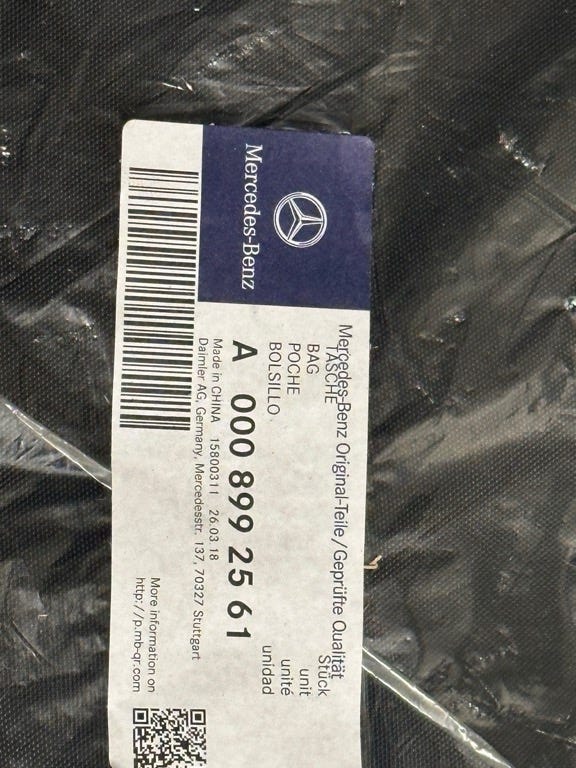 Mercedes-Benz
Mercedes-Benz Original-Teile/Geprüfte Qualität
TASCHE
BAG
POCHE
BOLSILLO
Stück
unit
unité
unidad
A 000 899 25 61
Made in CHINA 15800311 26.03.18
Daimler AG, Germany, Mercedesstr. 137, 70327 Stuttgart
More information on
http://p.mb-qr.com